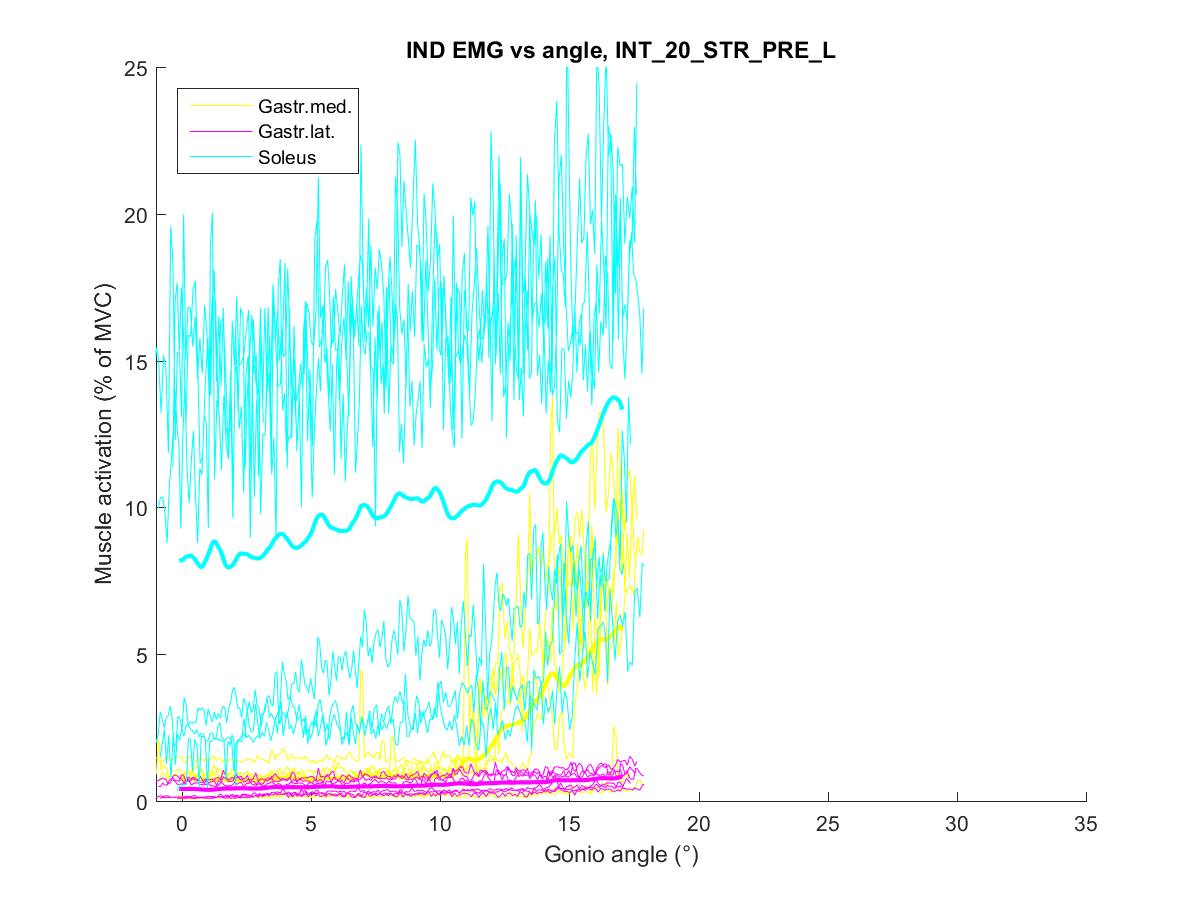 IND EMG vs angle, INT_20_STR_PRE_L
25
Gastr.med.
Gastr.lat.
Soleus
20
15
10
5
0
Muscle activation (% of MVC)
0 5 10 15 20 25 30 35
Gonio angle (°)